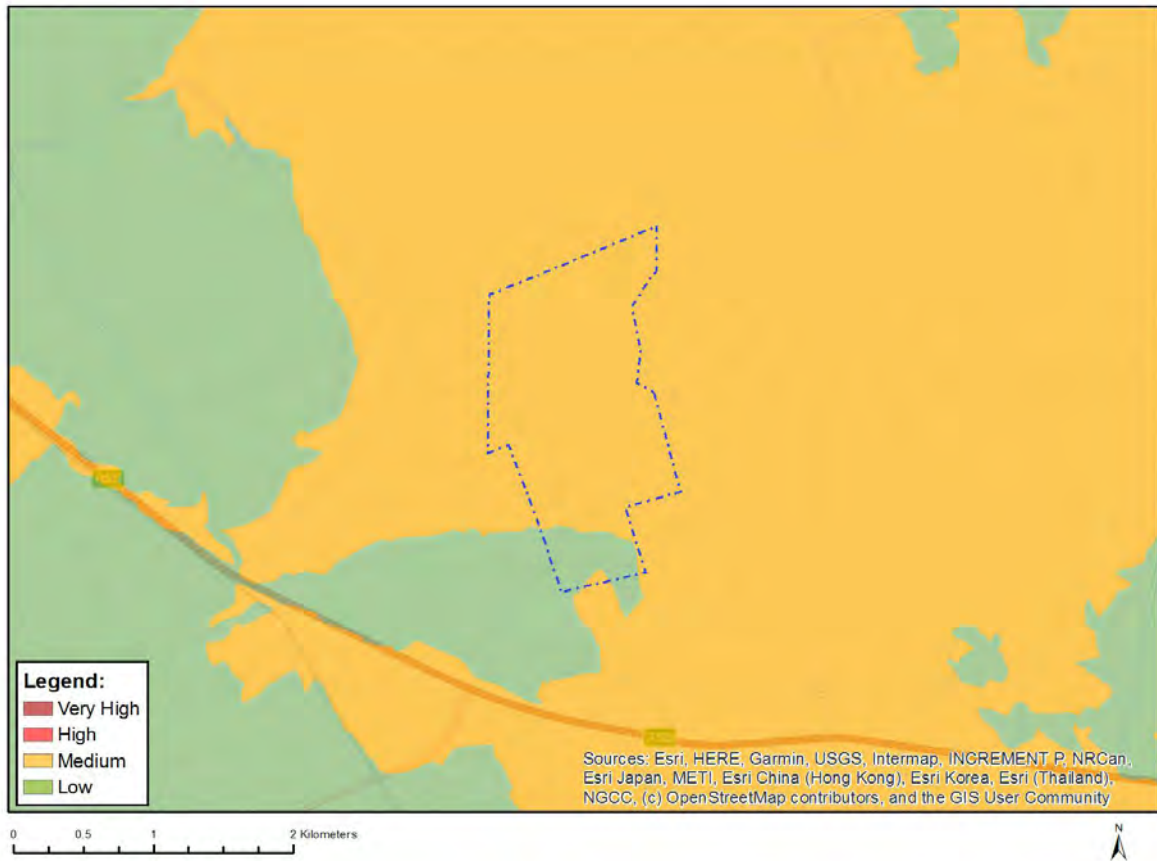 Legend:
Very High
High
Medium
Low
Sources: Esri, HERE, Garmin, USGS, Intermap, INCREMENT P, NRCan,
Esri Japan, METI, Esri China (Hong Kong), Esri Korea, Esri (Thailand),
NGCC, (c) OpenStreetMap contributors, and the GIS User Community
0 0.5 1 2 Kilometers
N